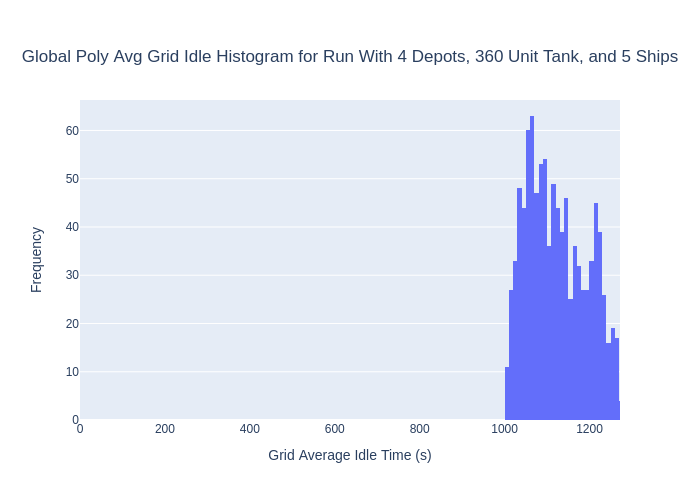 Global Poly Avg Grid Idle Histogram for Run With 4 Depots, 360 Unit Tank, and 5 Ships
60
50
40
30
20
10
0
Frequency
0 200 400 600 800 1000 1200
Grid Average Idle Time (s)